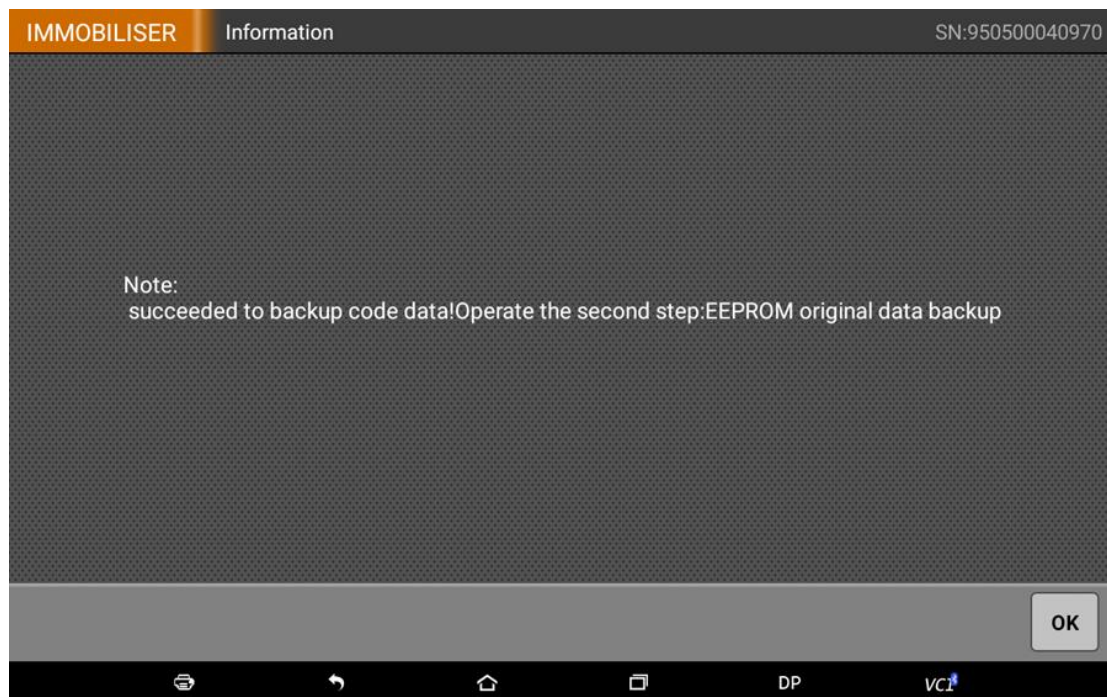 IMMOBILISER Information SN:950500040970
Note:
succeeded to backup code data!Operate the second step:EEPROM original data backup
OK
DP VCI